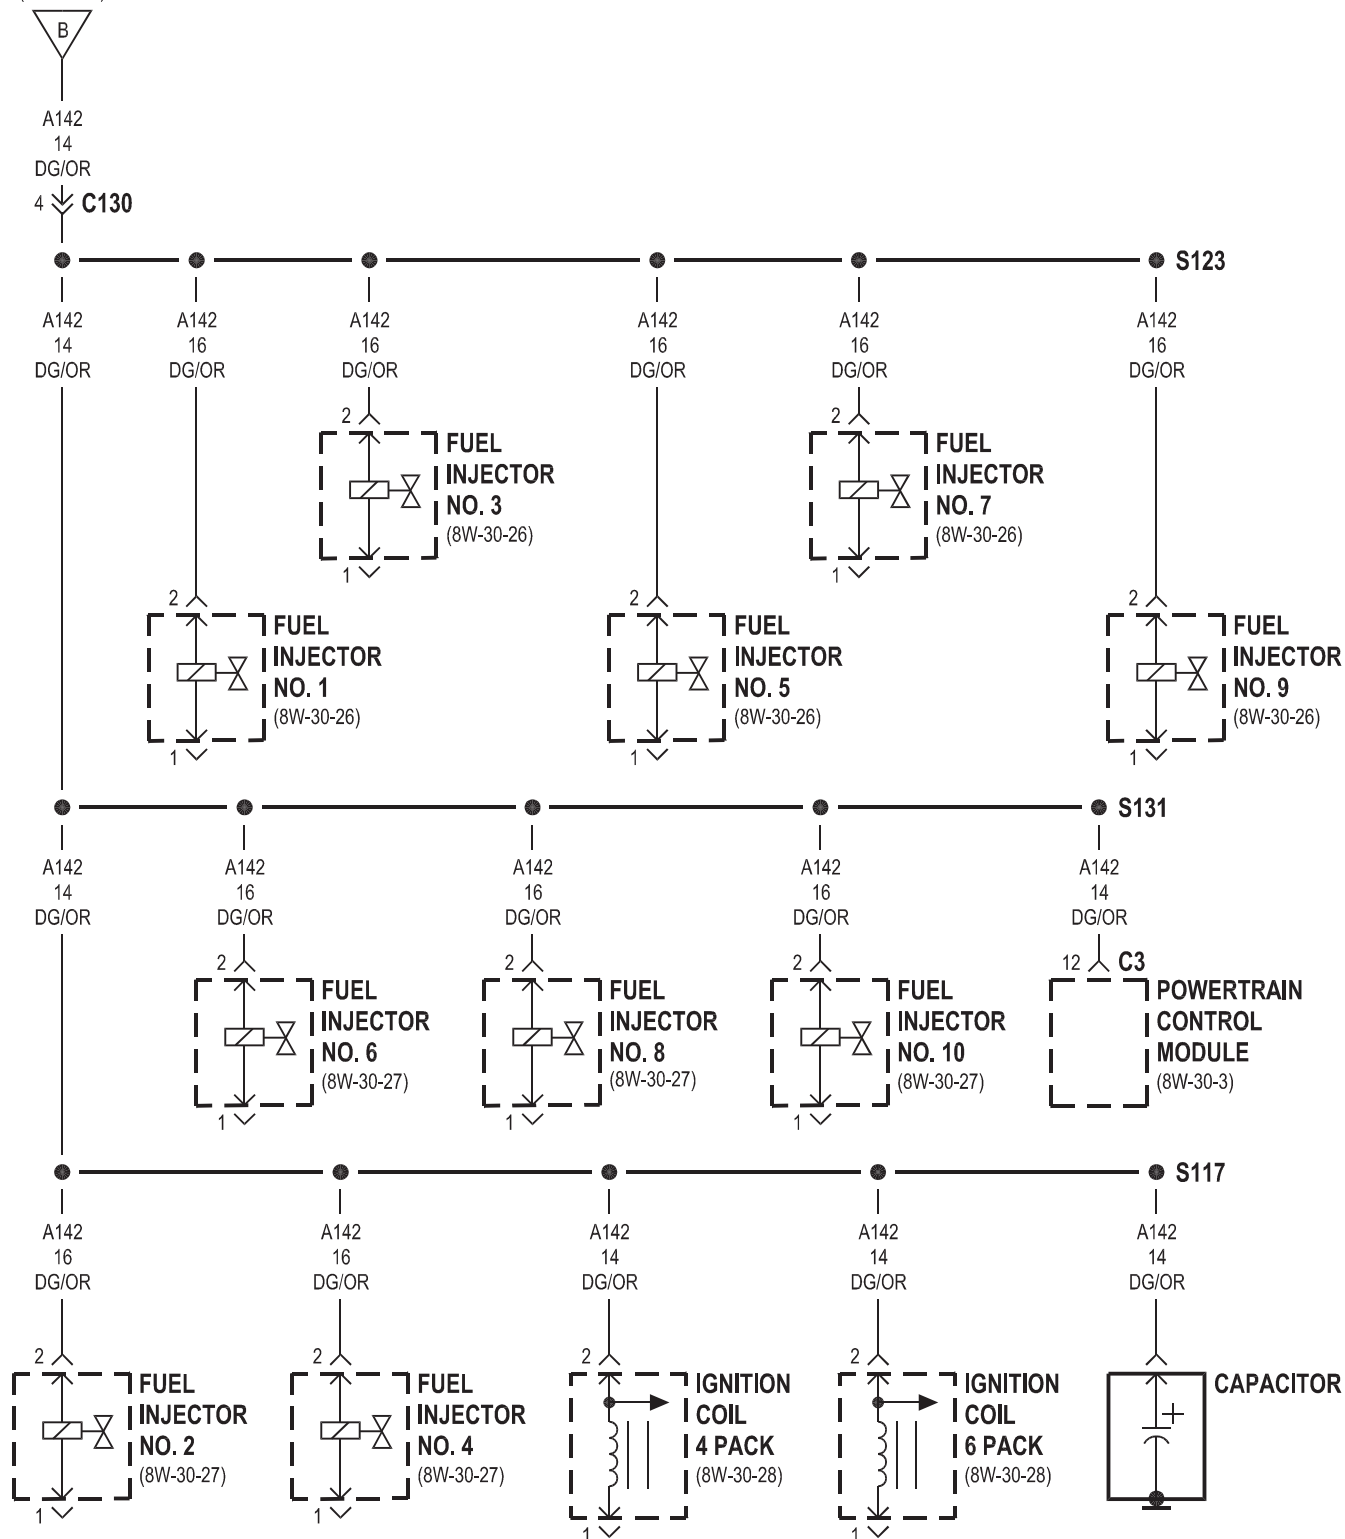 B
A142
14
DG/OR
4 C130
S123
A142 A142 A142 A142 A142 A142
14 16 16 16 16 16
DG/OR DG/OR DG/OR DG/OR DG/OR DG/OR
2 2
FUEL FUEL
INJECTOR INJECTOR
NO. 3 NO. 7
(8W-30-26) (8W-30-26)
1 1
2 2 2
FUEL FUEL FUEL
INJECTOR INJECTOR INJECTOR
NO. 1 NO. 5 NO. 9
(8W-30-26) (8W-30-26) (8W-30-26)
1 1 1
S131
A142 A142 A142 A142 A142
14 16 16 16 14
DG/OR DG/OR DG/OR DG/OR DG/OR
2 2 2 12 C3
FUEL FUEL FUEL POWERTRAIN
INJECTOR INJECTOR INJECTOR CONTROL
NO. 6 NO. 8 NO. 10 MODULE
(8W-30-27) (8W-30-27) (8W-30-27) (8W-30-3)
1 1 1
S117
A142 A142 A142 A142 A142
16 16 14 14 14
DG/OR DG/OR DG/OR DG/OR DG/OR
2 2 2 2
FUEL FUEL IGNITION IGNITION CAPACITOR
INJECTOR INJECTOR COIL COIL
NO. 2 NO. 4 4 PACK 6 PACK
(8W-30-27) (8W-30-27) (8W-30-28) (8W-30-28)
1 1 1 1